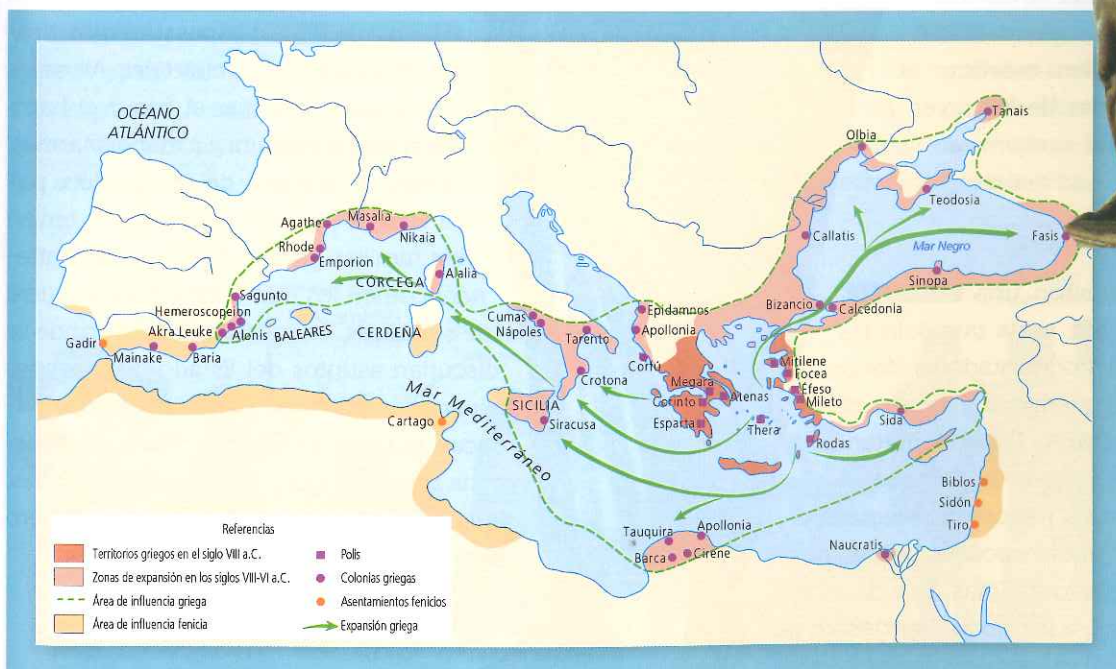 OCÉANO
ATLÁNTICO
Tanais
Olbia
Teodosia
Agathe
Masalia
Nikaia
Rhode
Emporion
Callatis
Mar Negro
Fasis
Sinopa
CÓRCEGA
Alalia
Sagunto
Hemeroscopeion
Akra Leuke
Alonis
BALEARES
CERDEÑA
Cumas
Nápoles
Tarento
Epidamnos
Apollonia
Bizancio
Calcedonia
Gadir
Mainake
Baria
Corfú
Crotona
Mitilene
Focea
Efeso
Mileto
Megara
Corinto
Atenas
Esparta
Mar Mediterráneo
SICILIA
Siracusa
Cartago
Thera
Rodas
Sida
Biblos
Sidón
Tiro
Tauquira
Apollonia
Barca
Cirene
Naucratis
Referencias
Territorios griegos en el siglo VIII a.C.
Zonas de expansión en los siglos VIII-VI a.C.
Área de influencia griega
Área de influencia fenicia
Polis
Colonias griegas
Asentamientos fenicios
Expansión griega